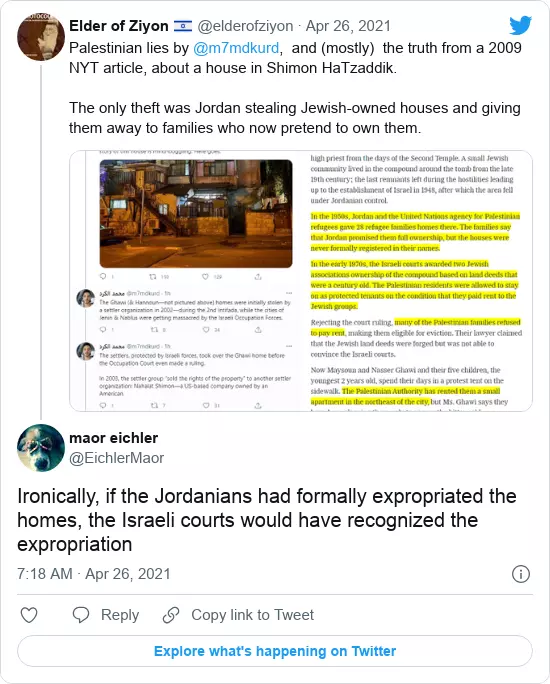 Elder of Ziyon 🇮🇱 @elderofziyon · Apr 26, 2021
Palestinian lies by @m7mdkurd, and (mostly) the truth from a 2009
NYT article, about a house in Shimon HaTzaddik.
The only theft was Jordan stealing Jewish-owned houses and giving
them away to families who now pretend to own them.
1 110 128
@m7mdkurd · 1h
The Ghawi (& Hannoun—not pictured above) homes were initially stolen by
a settler organization in 2002—during the 2nd Intifada, while the cities of
Jenin & Nablus were getting massacred by the Israeli Occupation Forces.
1 8 39
@m7mdkurd · 1h
The settlers, protected by Israeli forces, took over the Ghawi home before
the Occupation Court even made a ruling.
In 2003, the settler group "sold the rights of the property" to another settler
organization: Nahalat Shimon—a US-based company owned by an
American.
1 7 31
high priest from the days of the Second Temple. A small Jewish
community lived in the compound around the tomb from the late
19th century; the last remnants left during the hostilities leading
up to the establishment of Israel in 1948, after which the area fell
under Jordanian control.
In the 1950s, Jordan and the United Nations agency for Palestinian
refugees gave 28 refugee families homes there. The families say
that Jordan promised them full ownership, but the houses were
never formally registered in their names.
In the early 1970s, the Israeli courts awarded two Jewish
associations ownership of the compound based on land deeds that
were a century old. The Palestinian residents were allowed to stay
on as protected tenants on the condition that they paid rent to the
Jewish groups.
Rejecting the court ruling, many of the Palestinian families refused
to pay rent, making them eligible for eviction. Their lawyer claimed
that the Jewish land deeds were forged but was not able to
convince the Israeli courts.
Now Maysoun and Nasser Ghawi and their five children, the
youngest 2 years old, spend their days in a protest tent on the
sidewalk. The Palestinian Authority has rented them a small
apartment in the northeast of the city, but Ms. Ghawi says they
maor eichler
@EichlerMaor
Ironically, if the Jordanians had formally expropriated the
homes, the Israeli courts would have recognized the
expropriation
7:18 AM · Apr 26, 2021
Reply Copy link to Tweet
Explore what's happening on Twitter